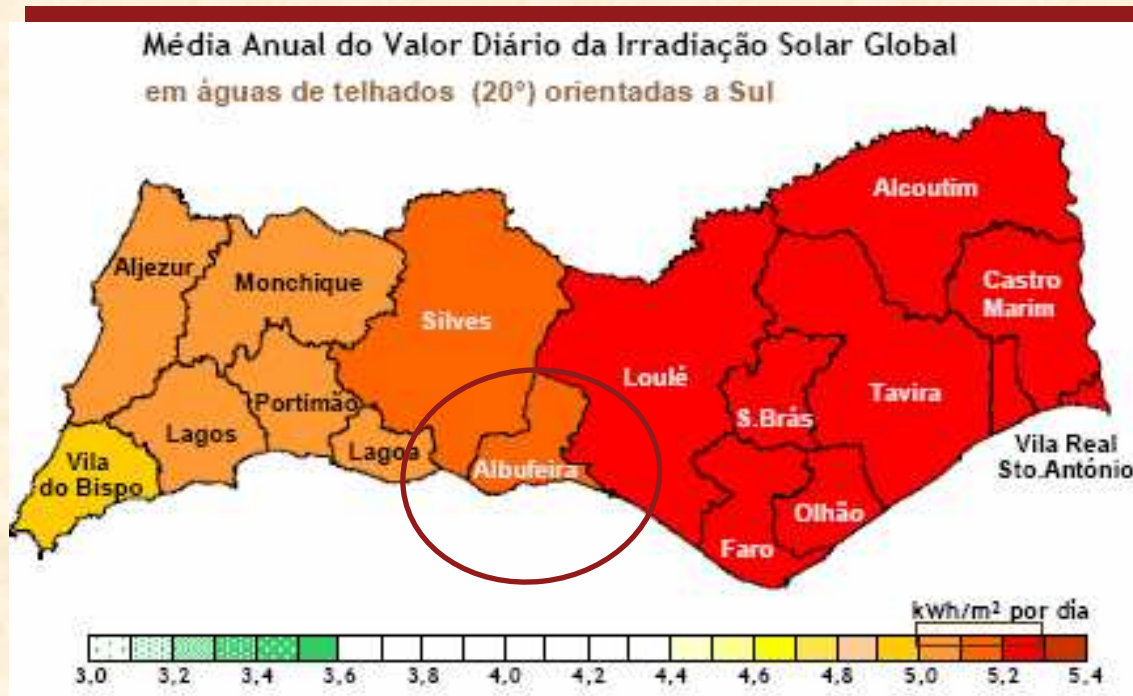 Média Anual do Valor Diário da Irradiação Solar Global
em águas de telhados (20°) orientadas a Sul
Alcoutim
Aljezur
Monchique
Castro
Marim
Silves
Loulé
Tavira
Portimão
S.Brás
Lagos
Lagoa
Albufeira
Vila
do Bispo
Vila Real
Sto.António
Olhão
Faro
kWh/m² por dia
3,0 3,2 3,4 3,6 3,8 4,0 4,2 4,4 4,6 4,8 5,0 5,2 5,4